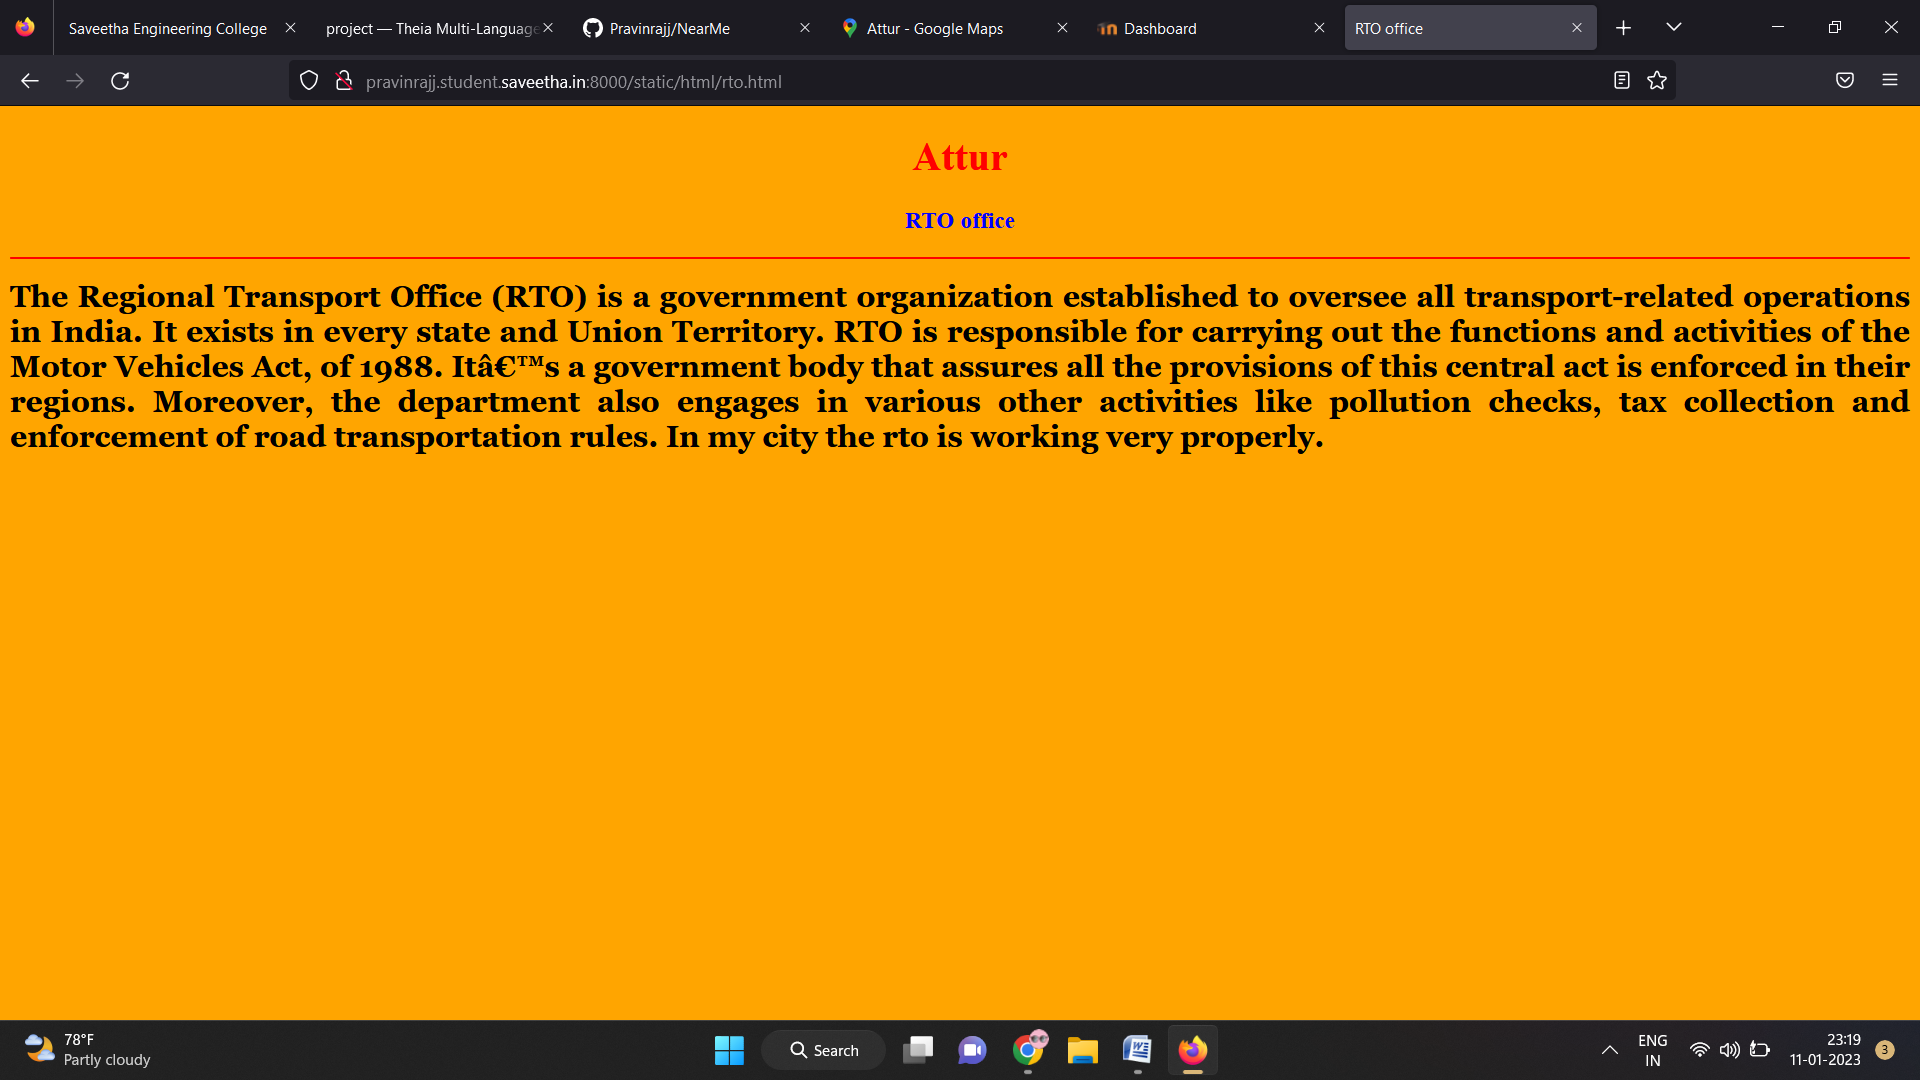 Saveetha Engineering College
project — Theia Multi-Language
Pravinrajj/NearMe
Attur - Google Maps
Dashboard
RTO office
pravinrajj.student.saveetha.in:8000/static/html/rto.html
Attur
RTO office
The Regional Transport Office (RTO) is a government organization established to oversee all transport-related operations
in India. It exists in every state and Union Territory. RTO is responsible for carrying out the functions and activities of the
Motor Vehicles Act, of 1988. Itâ€™s a government body that assures all the provisions of this central act is enforced in their
regions. Moreover, the department also engages in various other activities like pollution checks, tax collection and
enforcement of road transportation rules. In my city the rto is working very properly.
78°F
Partly cloudy
Search
ENG
IN
23:19
11-01-2023
3